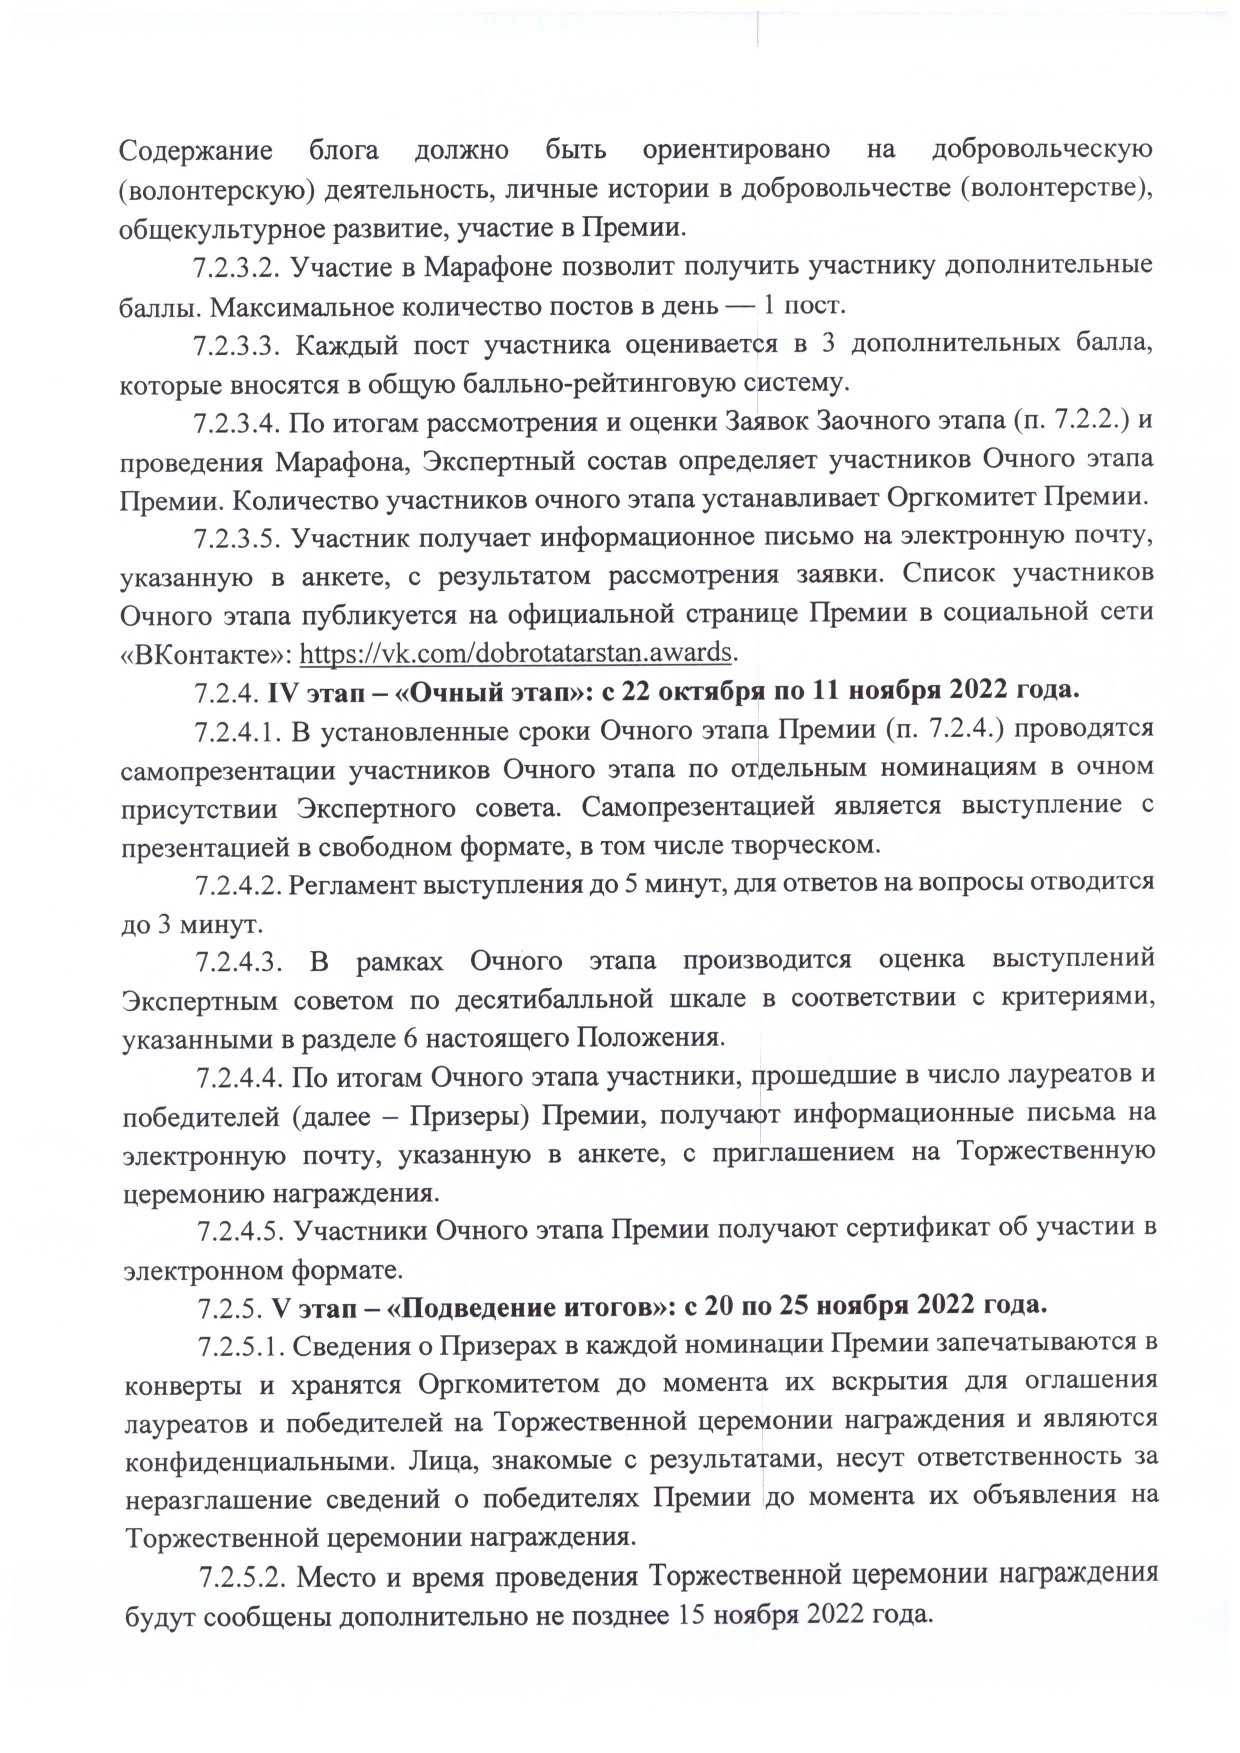 Содержание блога должно быть ориентировано на добровольческую
(волонтерскую) деятельность, личные истории в добровольчестве (волонтерстве),
общекультурное развитие, участие в Премии.
7.2.3.2. Участие в Марафоне позволит получить участнику дополнительные
баллы. Максимальное количество постов в день — 1 пост.
7.2.3.3. Каждый пост участника оценивается в 3 дополнительных балла,
которые вносятся в общую балльно-рейтинговую систему.
7.2.3.4. По итогам рассмотрения и оценки Заявок Заочного этапа (п. 7.2.2.) и
проведения Марафона, Экспертный состав определяет участников Очного этапа
Премии. Количество участников очного этапа устанавливает Оргкомитет Премии.
7.2.3.5. Участник получает информационное письмо на электронную почту,
указанную в анкете, с результатом рассмотрения заявки. Список участников
Очного этапа публикуется на официальной странице Премии в социальной сети
«ВКонтакте»: https://vk.com/dobrotatarstan.awards.
7.2.4. IV этап – «Очный этап»: с 22 октября по 11 ноября 2022 года.
7.2.4.1. В установленные сроки Очного этапа Премии (п. 7.2.4.) проводятся
самопрезентации участников Очного этапа по отдельным номинациям в очном
присутствии Экспертного совета. Самопрезентацией является выступление с
презентацией в свободном формате, в том числе творческом.
7.2.4.2. Регламент выступления до 5 минут, для ответов на вопросы отводится
до 3 минут.
7.2.4.3. В рамках Очного этапа производится оценка выступлений
Экспертным советом по десятибалльной шкале в соответствии с критериями,
указанными в разделе 6 настоящего Положения.
7.2.4.4. По итогам Очного этапа участники, прошедшие в число лауреатов и
победителей (далее – Призеры) Премии, получают информационные письма на
электронную почту, указанную в анкете, с приглашением на Торжественную
церемонию награждения.
7.2.4.5. Участники Очного этапа Премии получают сертификат об участии в
электронном формате.
7.2.5. V этап – «Подведение итогов»: с 20 по 25 ноября 2022 года.
7.2.5.1. Сведения о Призерах в каждой номинации Премии запечатываются в
конверты и хранятся Оргкомитетом до момента их вскрытия для оглашения
лауреатов и победителей на Торжественной церемонии награждения и являются
конфиденциальными. Лица, знакомые с результатами, несут ответственность за
неразглашение сведений о победителях Премии до момента их объявления на
Торжественной церемонии награждения.
7.2.5.2. Место и время проведения Торжественной церемонии награждения
будут сообщены дополнительно не позднее 15 ноября 2022 года.